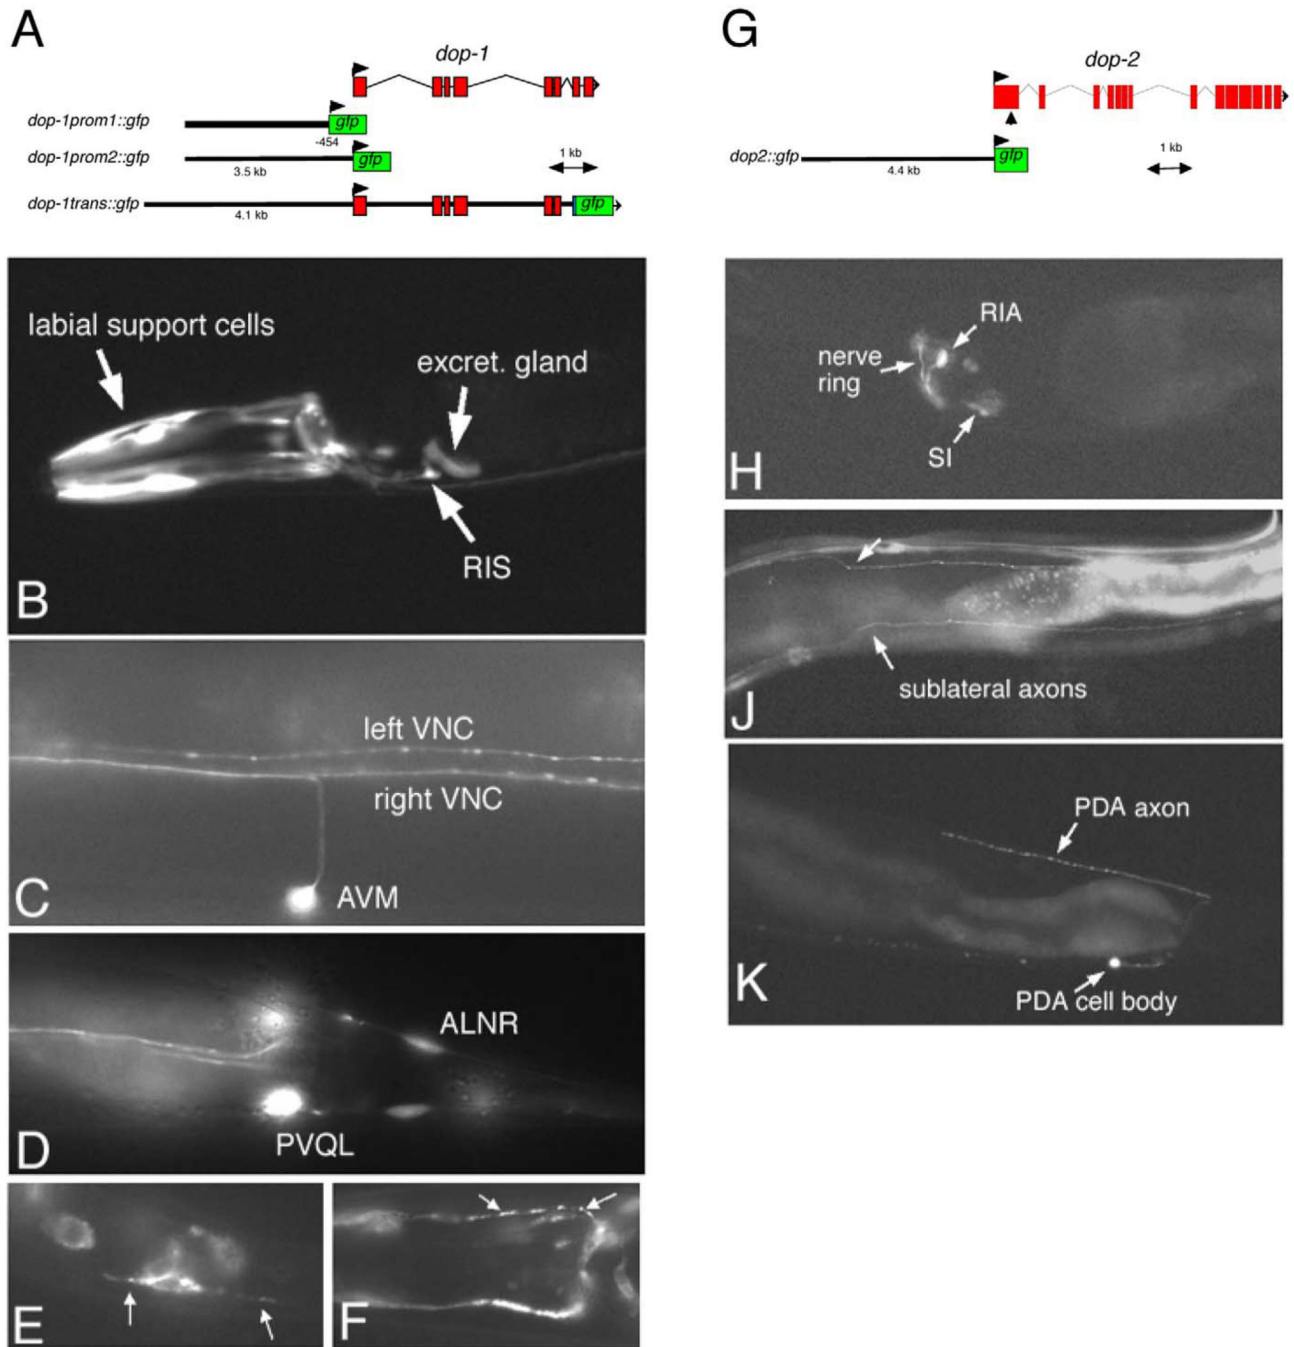 A
dop-1
dop-1prom1::gfp
gfp
-454
dop-1prom2::gfp
gfp
3.5 kb
1 kb
dop-1trans::gfp
gfp
4.1 kb
labial support cells
excret. gland
RIS
B
left VNC
right VNC
AVM
C
ALNR
PVQL
D
E
F
G
dop-2
dop2::gfp
gfp
4.4 kb
1 kb
RIA
nerve
ring
SI
H
sublateral axons
J
PDA axon
PDA cell body
K